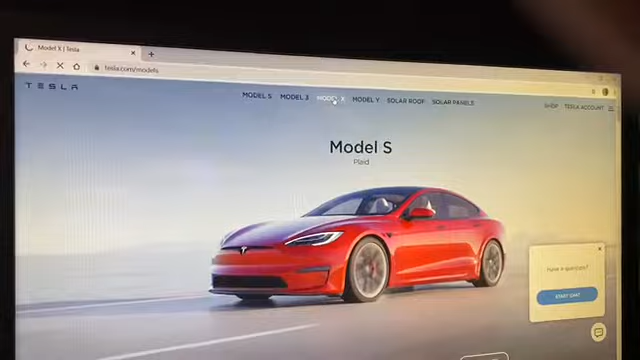 Model X | Tesla
tesla.com/models
TESLA
MODEL S MODEL 3 MODEL X MODEL Y SOLAR ROOF SOLAR PANELS
SHOP TESLA ACCOUNT
Model S
Plaid
Have a question?
START CHAT